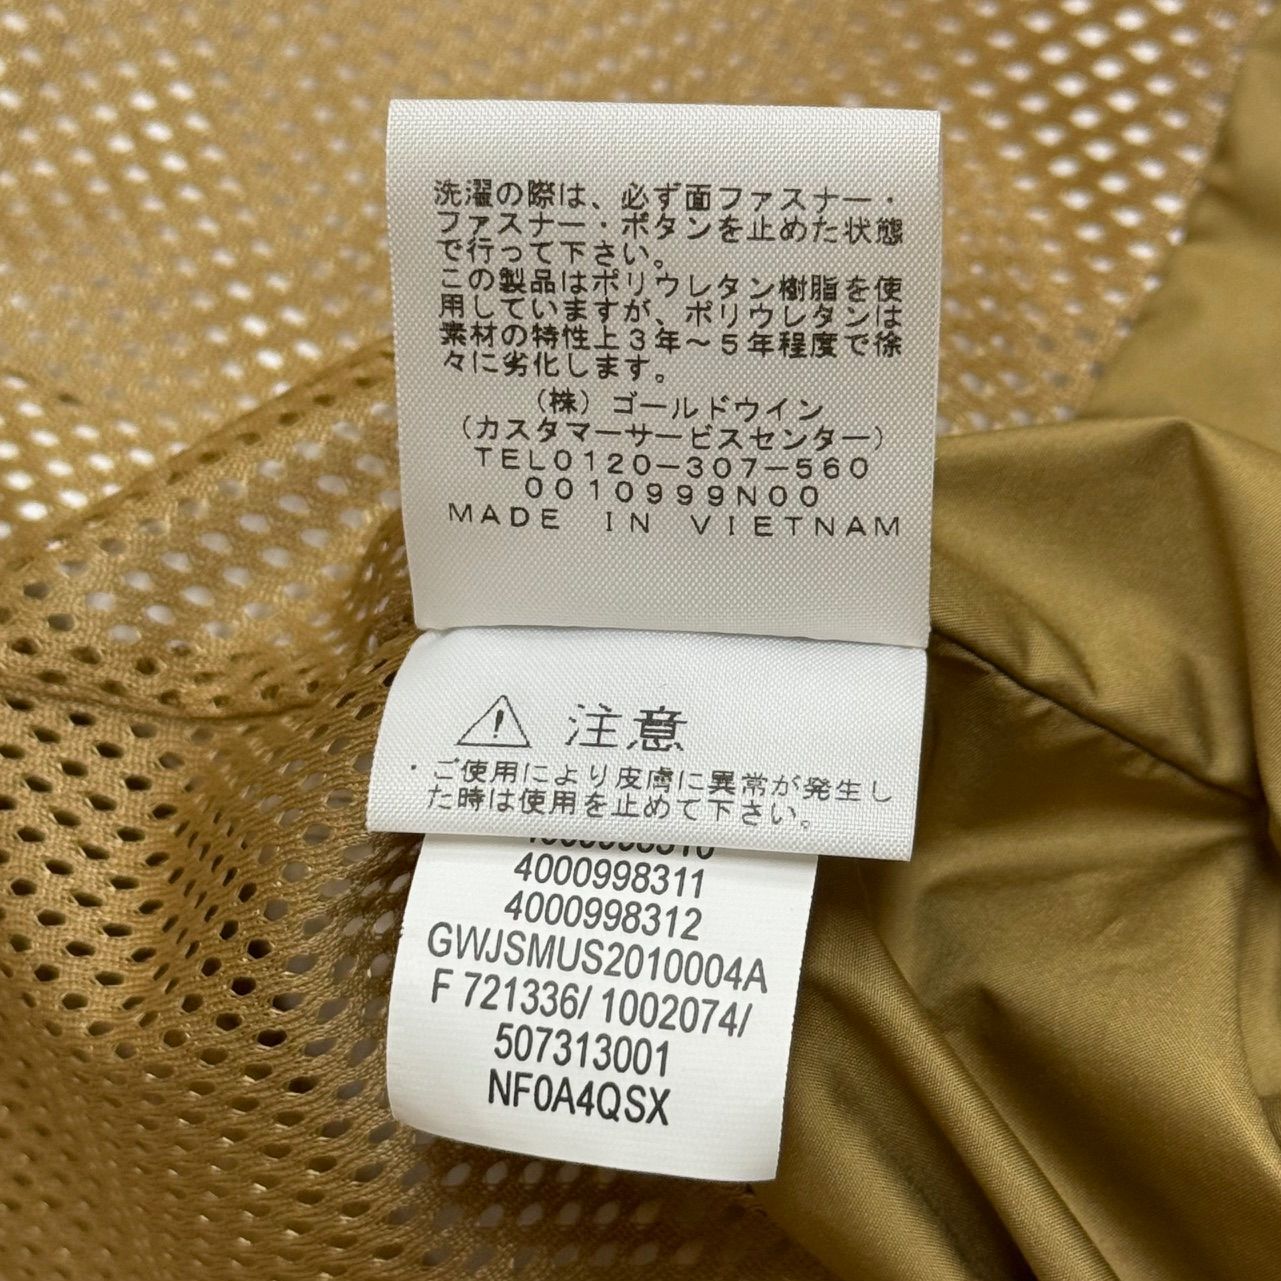 洗濯の際は、必ず面ファスナー・
ファスナー・ボタンを止めた状態
で行って下さい。
この製品はポリウレタン樹脂を使
用していますが、ポリウレタンは
素材の特性上3年～5年程度で徐
々に劣化します。
(株)ゴールドウイン
(カスタマーサービスセンター)
TEL0120-307-560
0010999N00
MADE IN VIETNAM
注意
・ご使用により皮膚に異常が発生し
た時は使用を止めて下さい。
4000998311
4000998312
GWJSMUS2010004A
F 721336/ 1002074/
507313001
NF0A4QSX